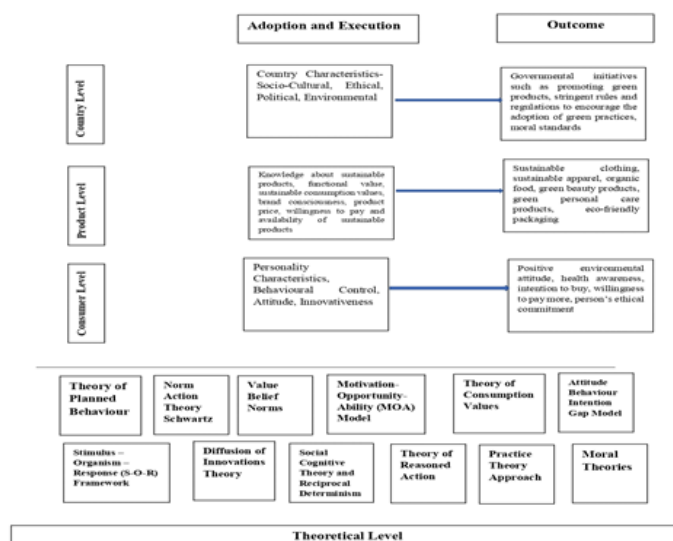 Adoption and Execution
Outcome
Country Level
Country Characteristics-
Socio-Cultural, Ethical,
Political, Environmental
Governmental initiatives
such as promoting green
products, stringent rules and
regulations to encourage the
adoption of green practices,
moral standards
Product Level
Knowledge about sustainable
products, functional value,
sustainable consumption values,
brand consciousness, product
price, willingness to pay and
availability of sustainable
products
Sustainable clothing,
sustainable apparel, organic
food, green beauty products,
green personal care
products, eco-friendly
packaging
Consumer Level
Personality
Characteristics,
Behavioural Control,
Attitude, Innovativeness
Positive environmental
attitude, health awareness,
intention to buy, willingness
to pay more, person's ethical
commitment
Theory of
Planned
Behaviour
Norm
Action
Theory
Schwartz
Value
Belief
Norms
Motivation-
Opportunity-
Ability (MOA)
Model
Theory of
Consumption
Values
Attitude
Behaviour
Intention
Gap Model
Stimulus –
Organism –
Response (S-O-R)
Framework
Diffusion of
Innovations
Theory
Social
Cognitive
Theory and
Reciprocal
Determinism
Theory of
Reasoned
Action
Practice
Theory
Approach
Moral
Theories
Theoretical Level